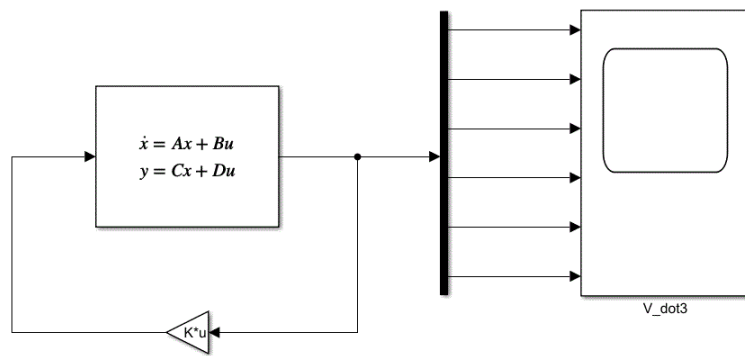 ẋ = Ax + Bu
y = Cx + Du
K*u
V_dot3